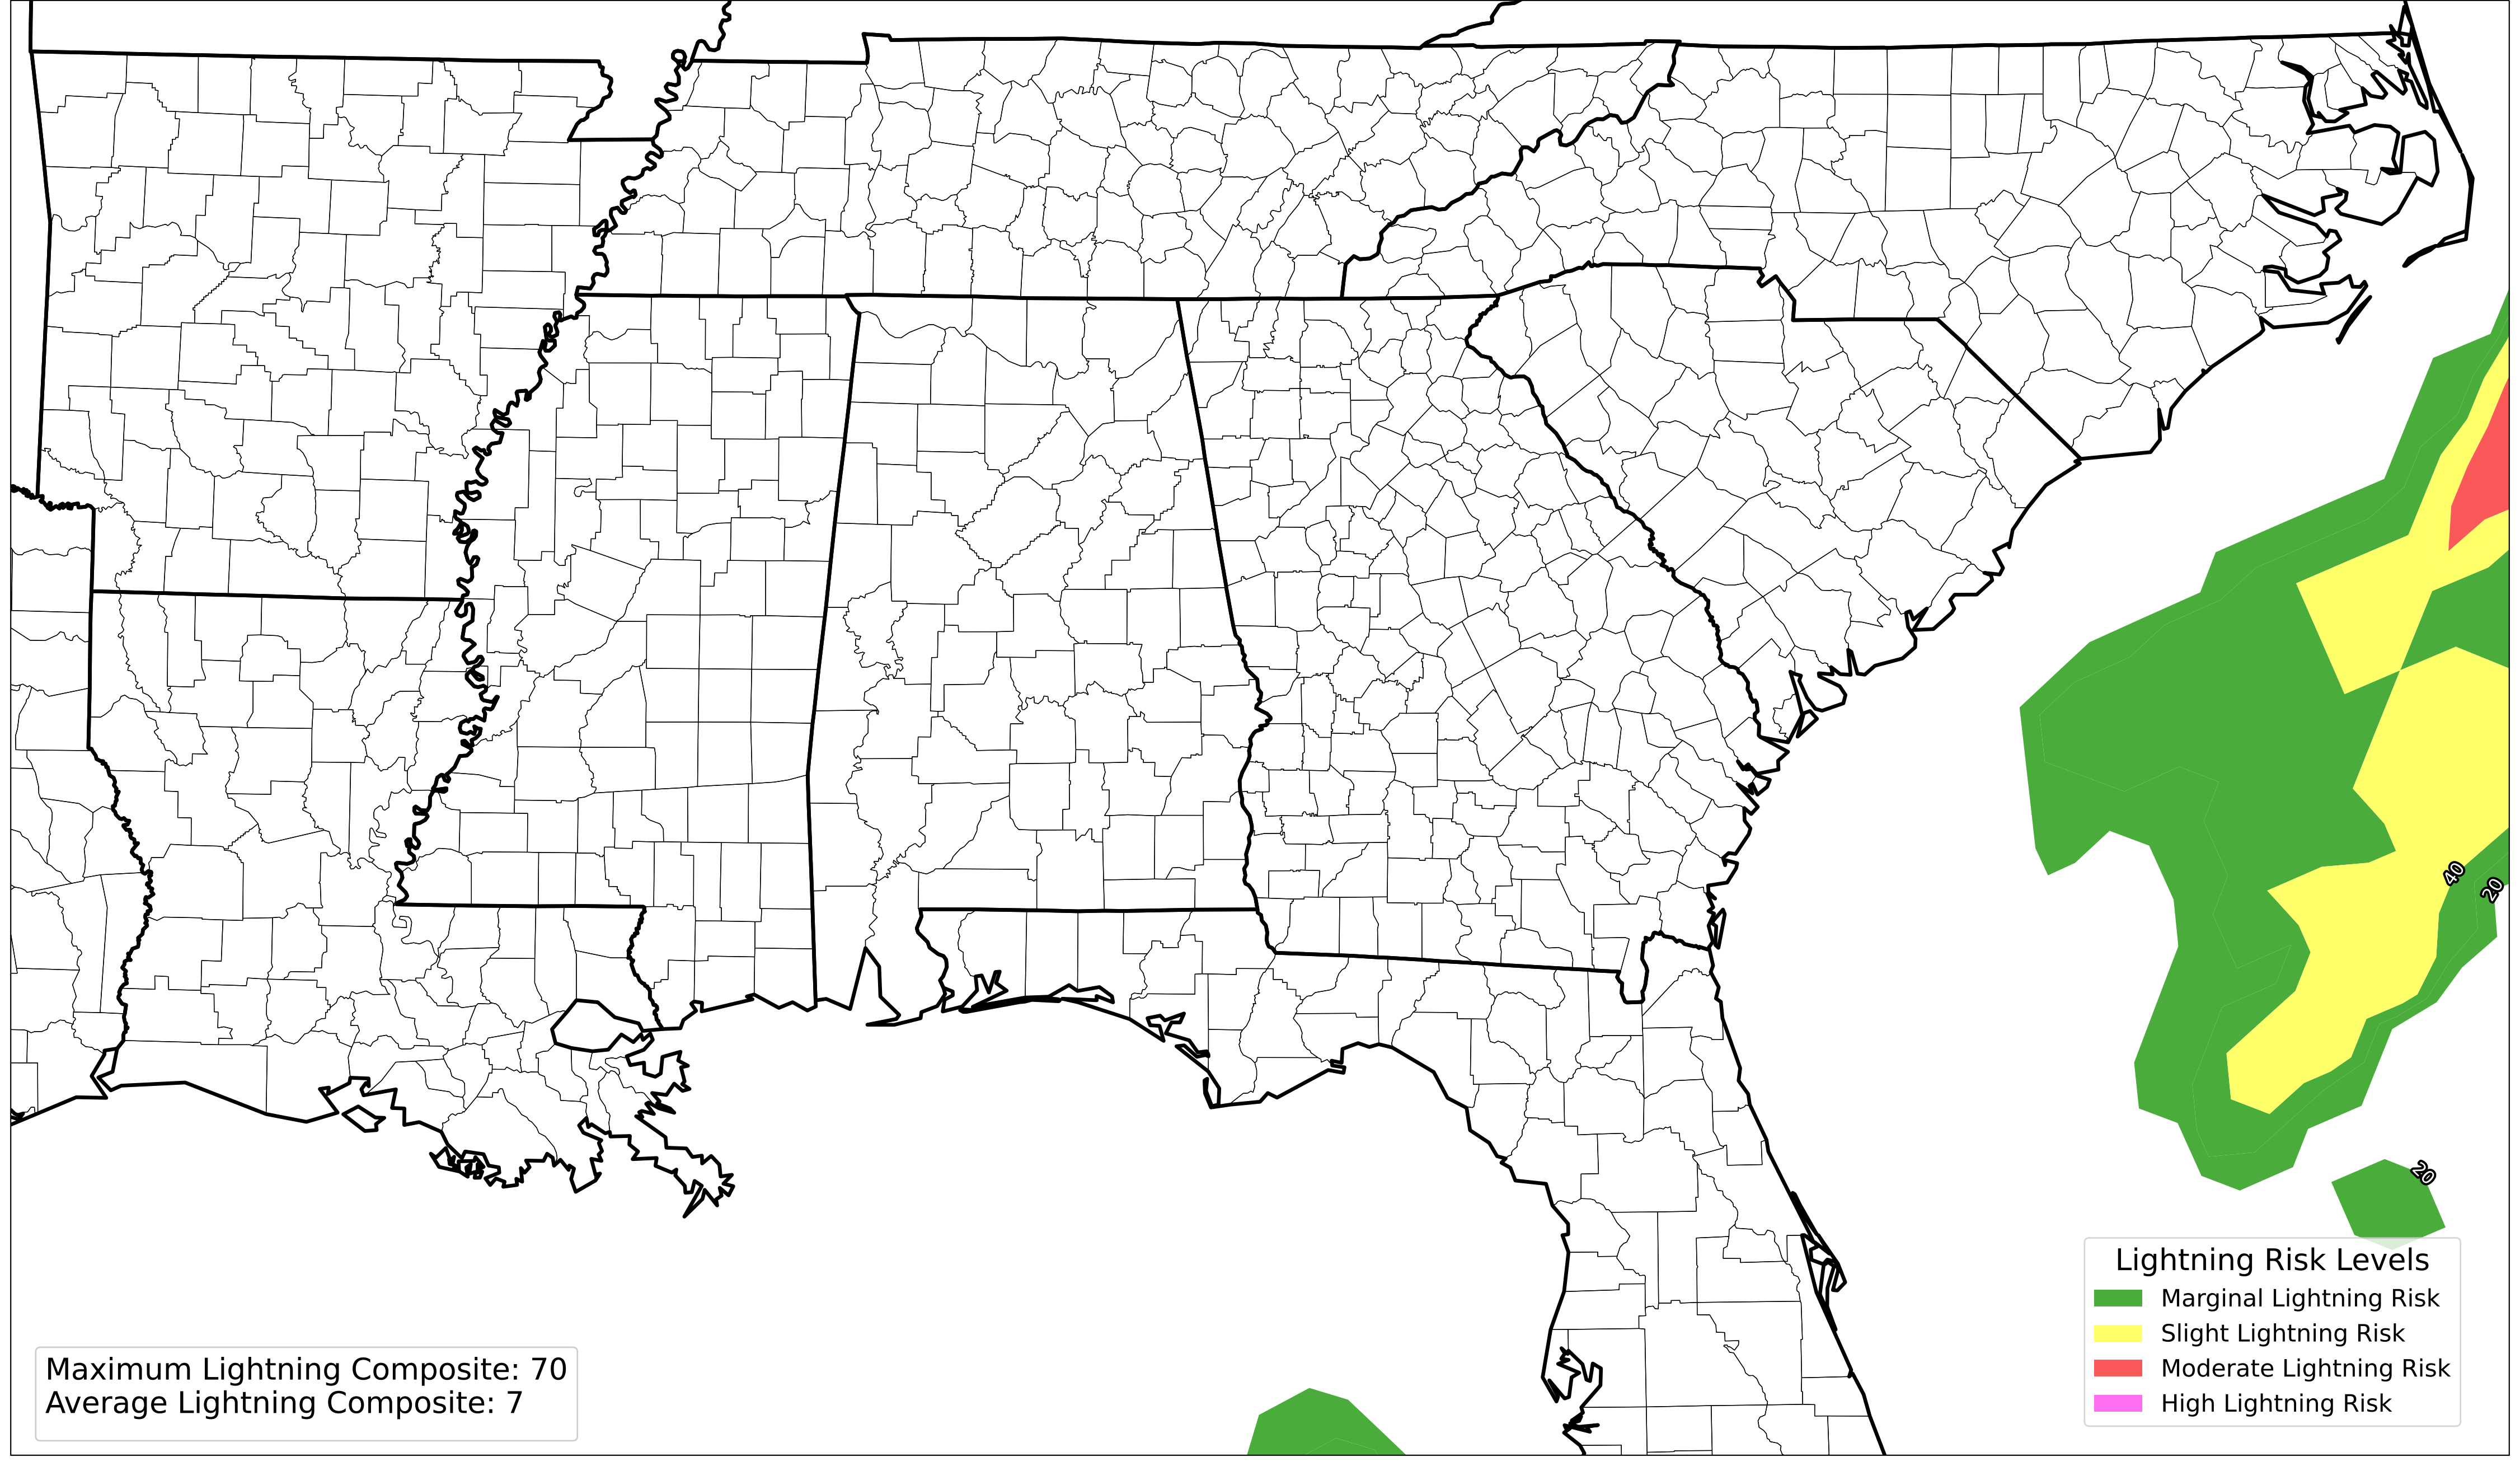 40
20
20
Lightning Risk Levels
Marginal Lightning Risk
Slight Lightning Risk
Moderate Lightning Risk
High Lightning Risk
Maximum Lightning Composite: 70
Average Lightning Composite: 7